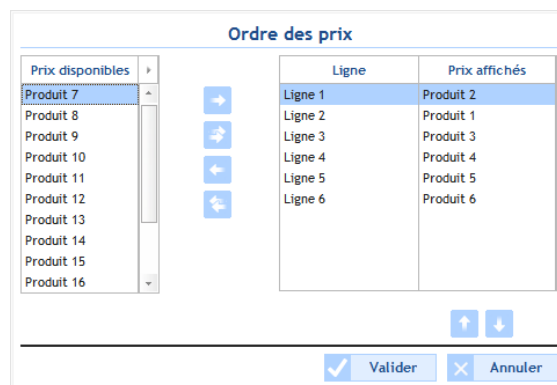 Ordre des prix
Prix disponibles
Produit 7
Produit 8
Produit 9
Produit 10
Produit 11
Produit 12
Produit 13
Produit 14
Produit 15
Produit 16
Ligne Prix affichés
Ligne 1 Produit 2
Ligne 2 Produit 1
Ligne 3 Produit 3
Ligne 4 Produit 4
Ligne 5 Produit 5
Ligne 6 Produit 6
Valider Annuler